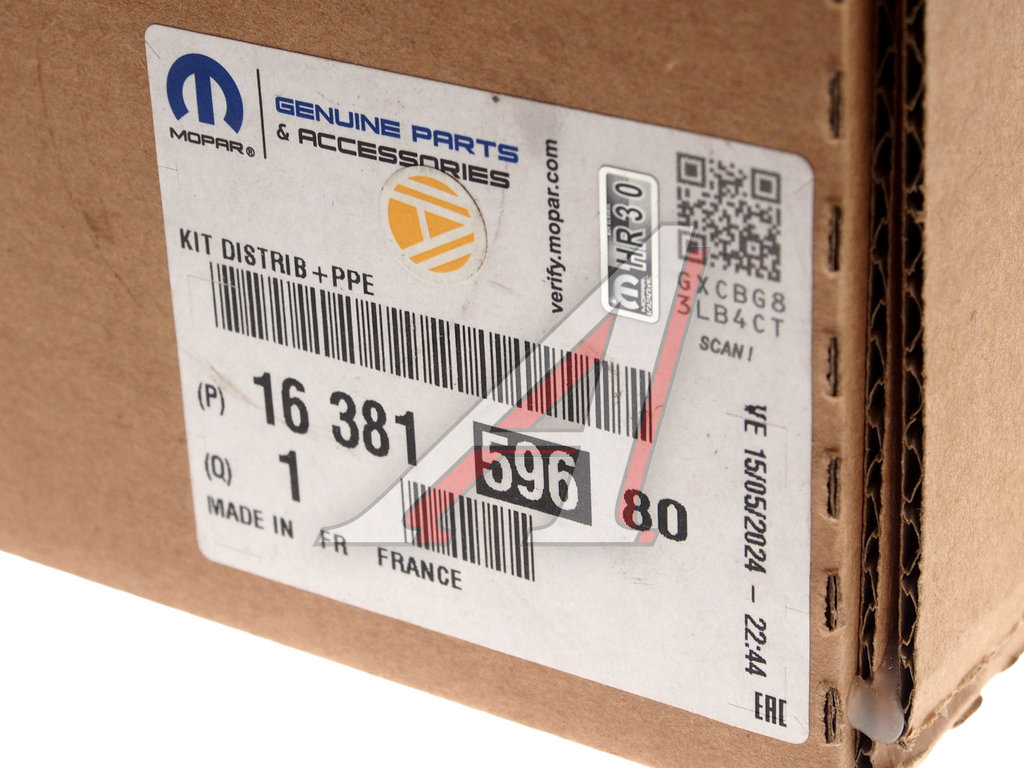 MOPAR®
GENUINE PARTS
& ACCESSORIES
verify.mopar.com
HR30
GXCBG8
3LB4CT
SCAN!
KIT DISTRIB+PPE
(P) 16 381 596 80
(Q) 1
MADE IN FR FRANCE
VE 15/05/2024 – 22:44
EAC